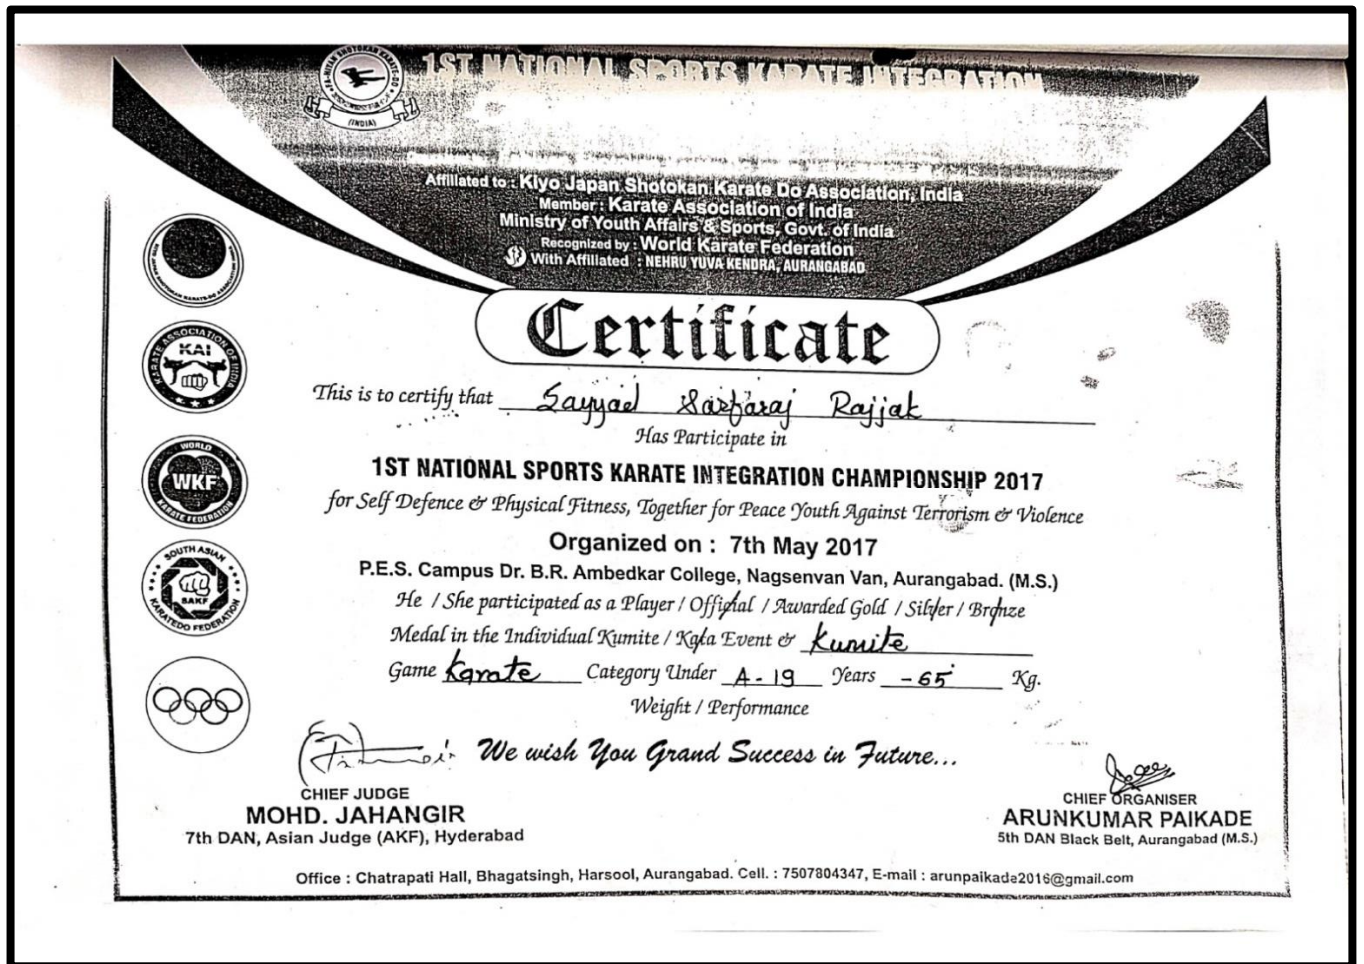 1ST NATIONAL SPORTS KARATE INTEGRATION
(INDIA)
Affiliated to : Kiyo Japan Shotokan Karate Do Association, India
Member : Karate Association of India
Ministry of Youth Affairs & Sports, Govt. of India
Recognized by : World Karate Federation
With Affiliated : NEHRU YUVA KENDRA, AURANGABAD
Certificate
KARATE ASSOCIATION OF INDIA
KAI
This is to certify that Sayyad Sarfaraj Rajjak
Has Participate in
WORLD
WKF
KARATE FEDERATION
1ST NATIONAL SPORTS KARATE INTEGRATION CHAMPIONSHIP 2017
for Self Defence & Physical Fitness, Together for Peace Youth Against Terrorism & Violence
Organized on : 7th May 2017
SOUTH ASIAN
SAKF
KARATEDO FEDERATION
P.E.S. Campus Dr. B.R. Ambedkar College, Nagsenvan Van, Aurangabad. (M.S.)
He / She participated as a Player / Official / Awarded Gold / Silver / Bronze
Medal in the Individual Kumite / Kata Event & Kumite
Game Karate Category Under A-19 Years -65 Kg.
Weight / Performance
We wish You Grand Success in Future...
CHIEF JUDGE
MOHD. JAHANGIR
7th DAN, Asian Judge (AKF), Hyderabad
CHIEF ORGANISER
ARUNKUMAR PAIKADE
5th DAN Black Belt, Aurangabad (M.S.)
Office : Chatrapati Hall, Bhagatsingh, Harsool, Aurangabad. Cell. : 7507804347, E-mail : arunpaikade2016@gmail.com